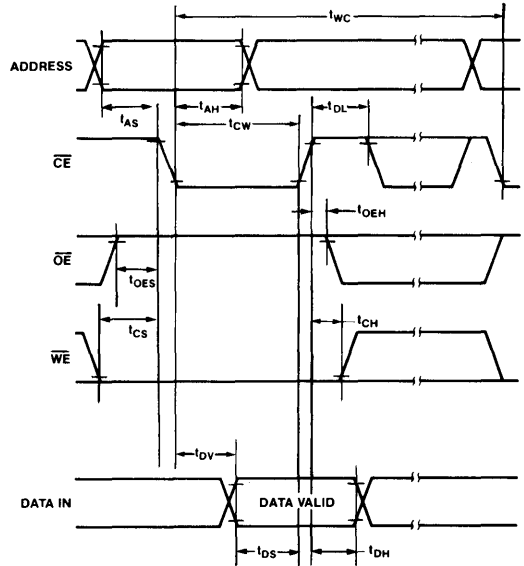 tWC
ADDRESS
tAS
tAH
tDL
tCW
CE
tOEH
OE
tOES
tCS
tCH
WE
tDV
DATA IN
DATA VALID
tDS
tDH